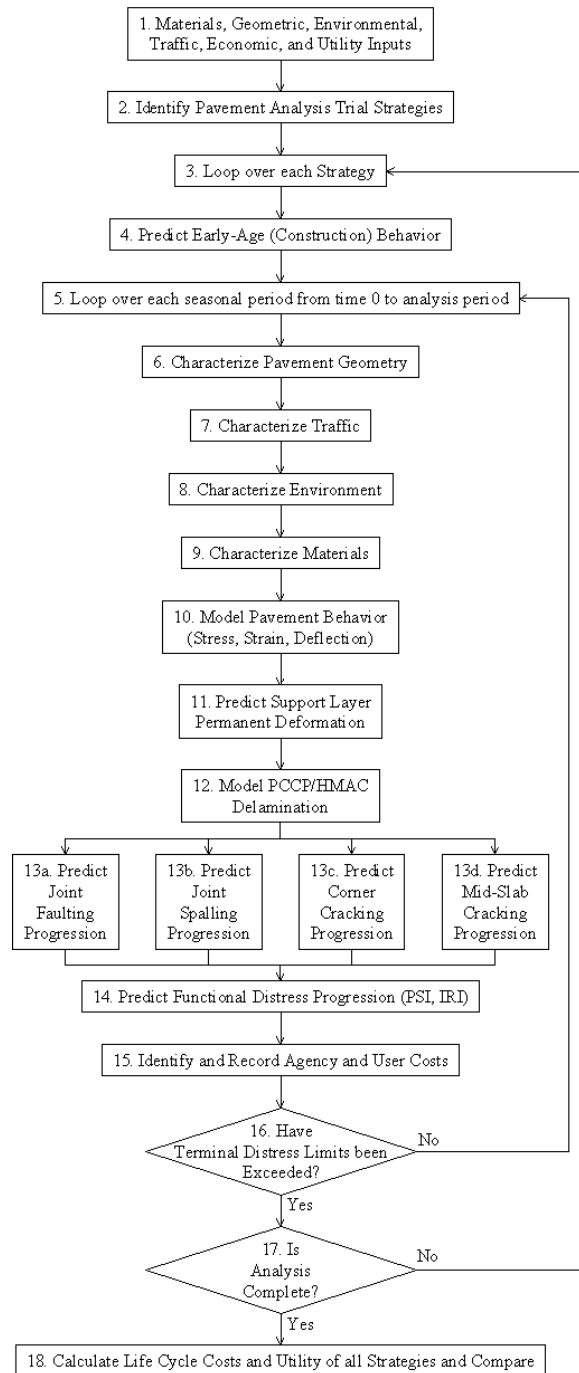 1. Materials, Geometric, Environmental,
Traffic, Economic, and Utility Inputs
2. Identify Pavement Analysis Trial Strategies
3. Loop over each Strategy
4. Predict Early-Age (Construction) Behavior
5. Loop over each seasonal period from time 0 to analysis period
6. Characterize Pavement Geometry
7. Characterize Traffic
8. Characterize Environment
9. Characterize Materials
10. Model Pavement Behavior
(Stress, Strain, Deflection)
11. Predict Support Layer
Permanent Deformation
12. Model PCCP/HMAC
Delamination
13a. Predict
Joint
Faulting
Progression
13b. Predict
Joint
Spalling
Progression
13c. Predict
Corner
Cracking
Progression
13d. Predict
Mid-Slab
Cracking
Progression
14. Predict Functional Distress Progression (PSI, IRI)
15. Identify and Record Agency and User Costs
16. Have
Terminal Distress Limits been
Exceeded?
No
Yes
17. Is
Analysis
Complete?
No
Yes
18. Calculate Life Cycle Costs and Utility of all Strategies and Compare